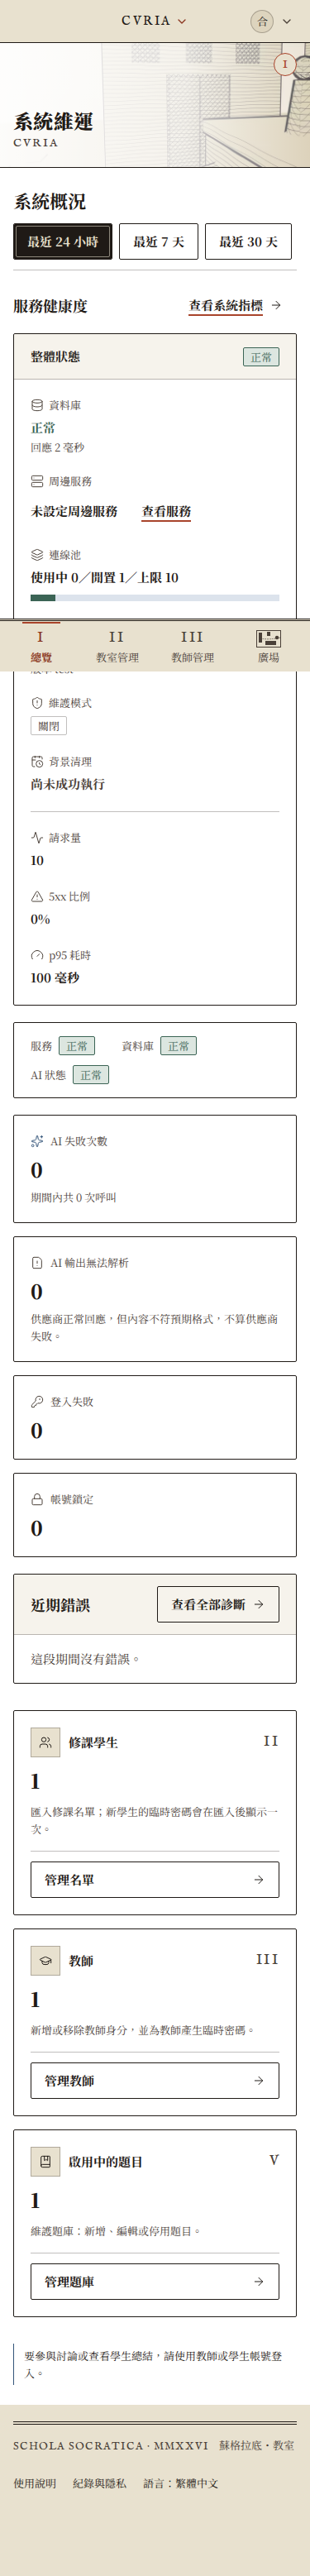 CVRIA
合
I
系統維運
CVRIA
系統概況
最近 24 小時
最近 7 天
最近 30 天
服務健康度
查看系統指標
整體狀態
正常
資料庫
正常
回應 2 毫秒
周邊服務
未設定周邊服務
查看服務
連線池
使用中 0／閒置 1／上限 10
I
II
III
總覽
教室管理
教師管理
廣場
維護模式
關閉
背景清理
尚未成功執行
請求量
10
5xx 比例
0%
p95 耗時
100 毫秒
服務 正常
資料庫 正常
AI 狀態 正常
AI 失敗次數
0
期間內共 0 次呼叫
AI 輸出無法解析
0
供應商正常回應，但內容不符預期格式，不算供應商
失敗。
登入失敗
0
帳號鎖定
0
近期錯誤
查看全部診斷
這段期間沒有錯誤。
修課學生
II
1
匯入修課名單；新學生的臨時密碼會在匯入後顯示一
次。
管理名單
教師
III
1
新增或移除教師身分，並為教師產生臨時密碼。
管理教師
啟用中的題目
V
1
維護題庫：新增、編輯或停用題目。
管理題庫
要參與討論或查看學生總結，請使用教師或學生帳號登
入。
SCHOLA SOCRATICA · MMXXVI 蘇格拉底・教室
使用說明 紀錄與隱私 語言：繁體中文